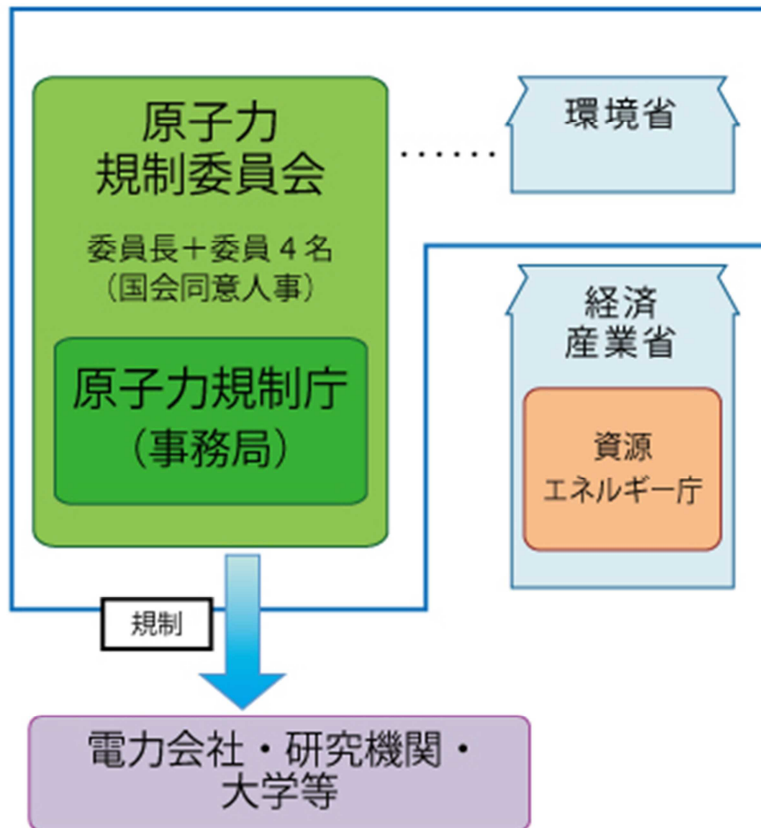 原子力
規制委員会
委員長＋委員 4 名
（国会同意人事）
原子力規制庁
（事務局）
……
環境省
経済
産業省
資源
エネルギー庁
規制
電力会社・研究機関・
大学等